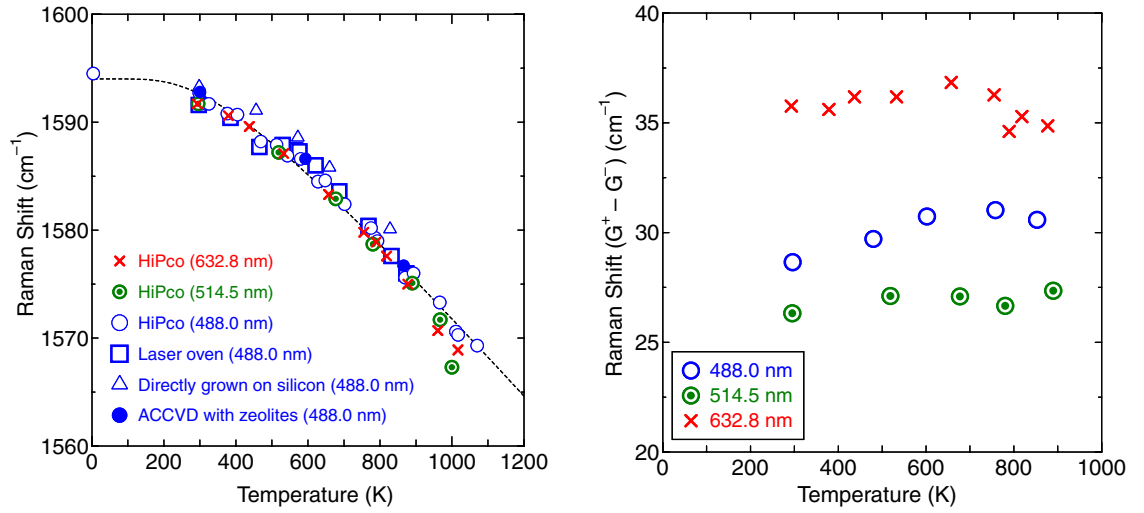 1600
1590
1580
1570
1560
Raman Shift (cm⁻¹)
HiPco (632.8 nm)
HiPco (514.5 nm)
HiPco (488.0 nm)
Laser oven (488.0 nm)
Directly grown on silicon (488.0 nm)
ACCVD with zeolites (488.0 nm)
0 200 400 600 800 1000 1200
Temperature (K)
40
35
30
25
20
Raman Shift (G⁺ – G⁻) (cm⁻¹)
488.0 nm
514.5 nm
632.8 nm
0 200 400 600 800 1000
Temperature (K)